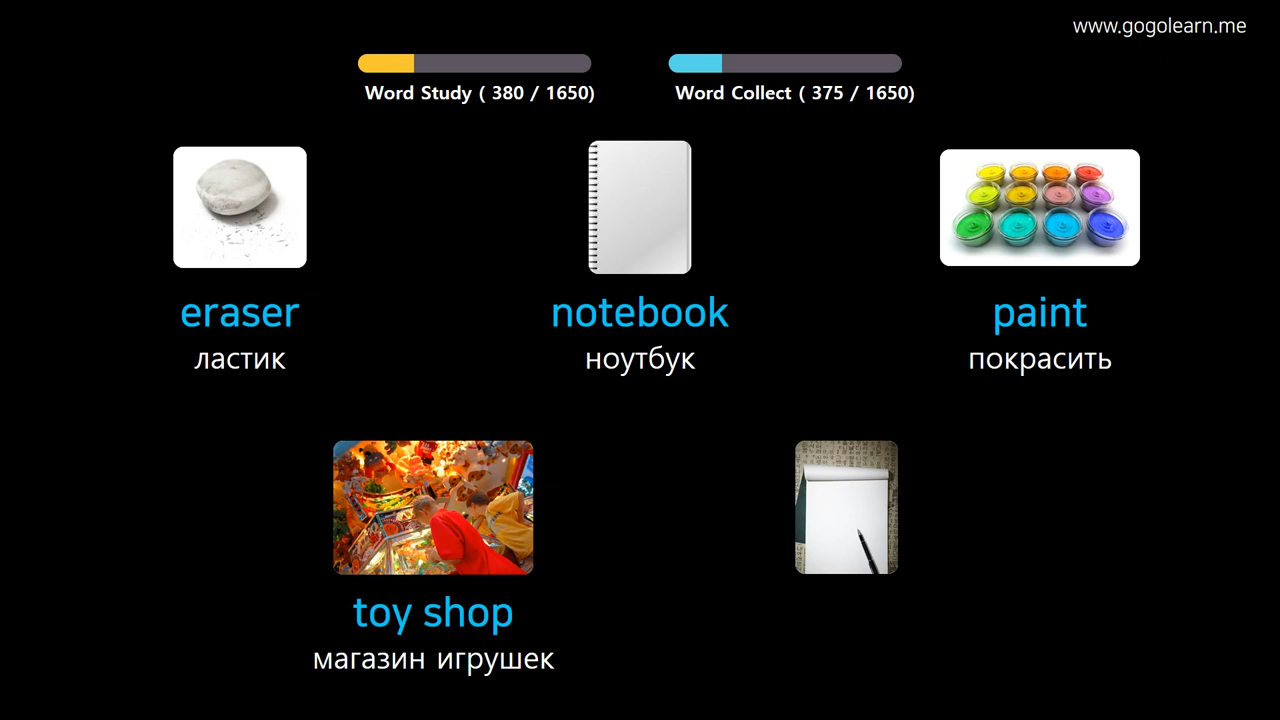 www.gogolearn.me
Word Study ( 380 / 1650)
Word Collect ( 375 / 1650)
eraser
ластик
notebook
ноутбук
paint
покрасить
toy shop
магазин игрушек